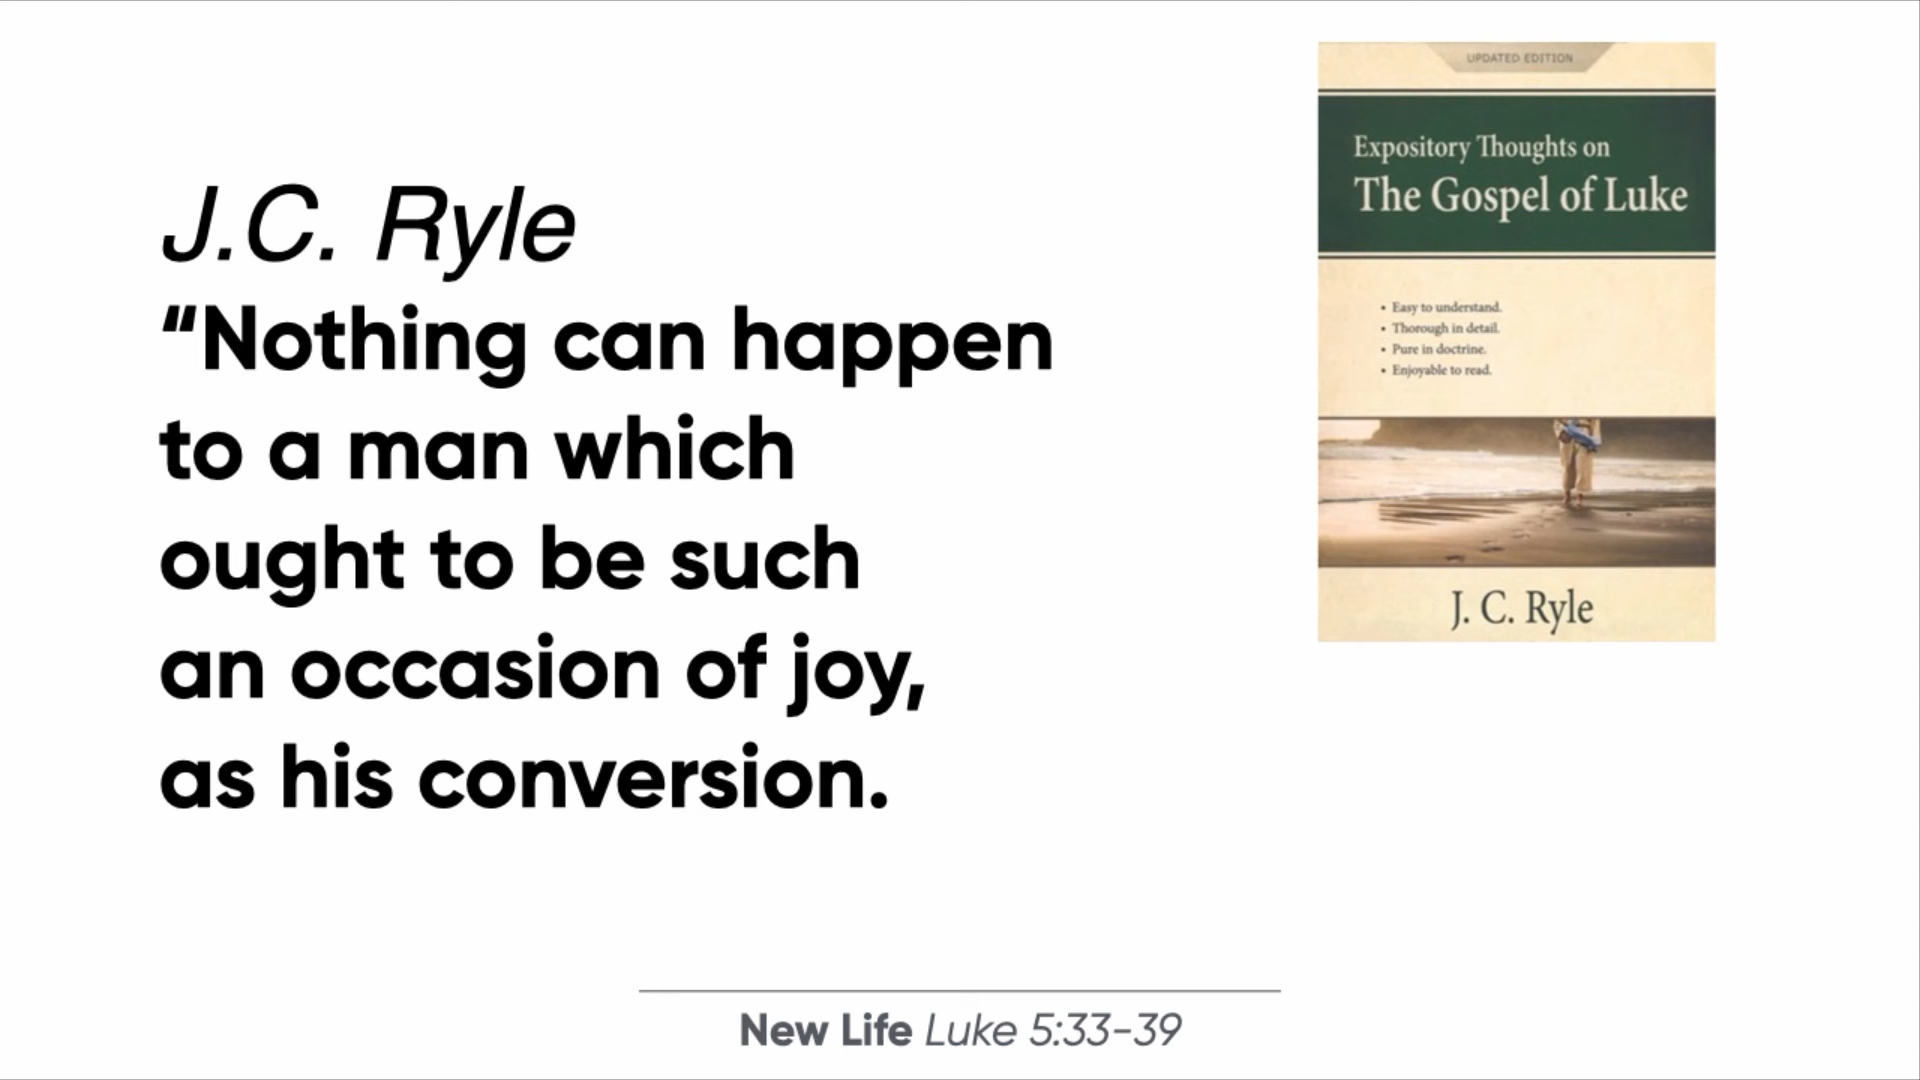 J.C. Ryle
“Nothing can happen
to a man which
ought to be such
an occasion of joy,
as his conversion.
UPDATED EDITION
Expository Thoughts on
The Gospel of Luke
• Easy to understand.
• Thorough in detail.
• Pure in doctrine.
• Enjoyable to read.
J. C. Ryle
New Life Luke 5:33-39